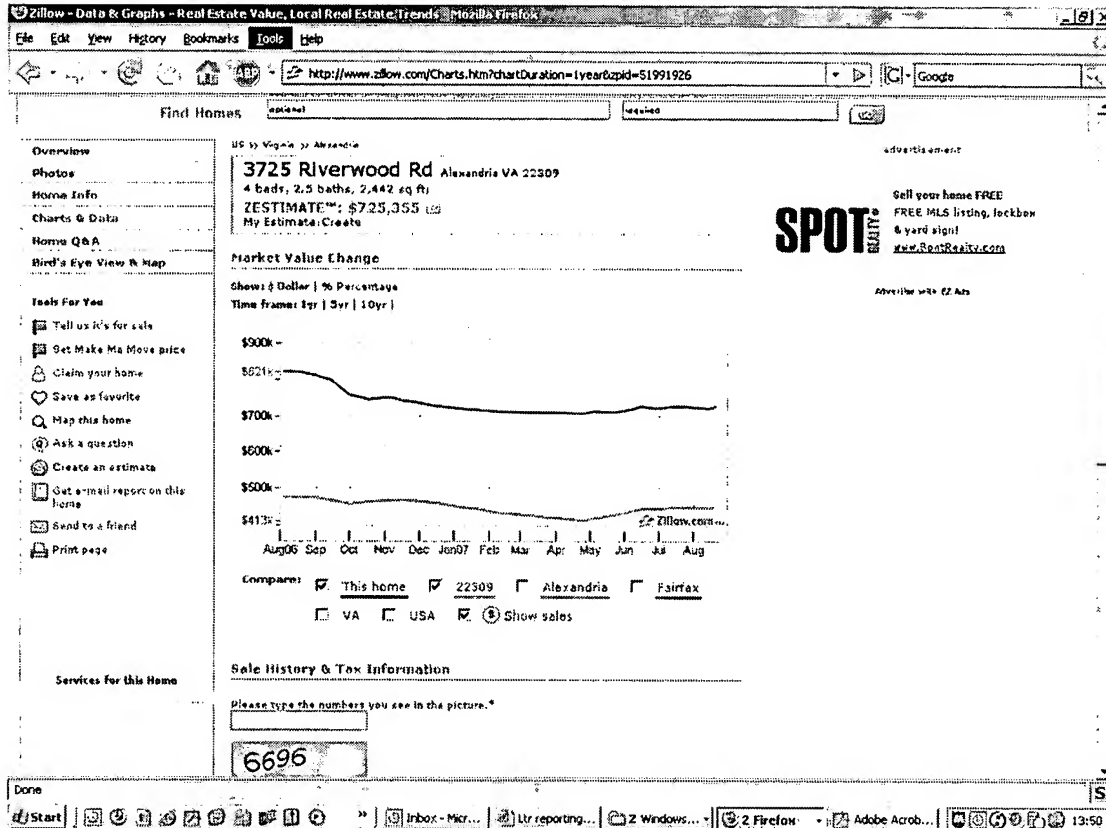 Zillow - Data & Graphs - Real Estate Value, Local Real Estate Trends - Mozilla Firefox
File Edit View History Bookmarks Tools Help
http://www.zillow.com/Charts.htm?chartDuration=1year&zpid=51991926
Google
Find Homes optional required
Overview
Photos
Home Info
Charts & Data
Home Q&A
Bird's Eye View & Map
Tools For You
Tell us it's for sale
Set Make Me Move price
Claim your home
Save as favorite
Map this home
Ask a question
Create an estimate
Get e-mail report on this home
Send to a friend
Print page
Services for this Home
US >> Virginia >> Alexandria
3725 Riverwood Rd Alexandria VA 22309
4 beds, 2.5 baths, 2,442 sq ft
ZESTIMATE™: $725,355
My Estimate: Create
Market Value Change
Show: $ Dollar | % Percentage
Time frame: 1yr | 5yr | 10yr |
$900k
$821k
$700k
$600k
$500k
$413k
Zillow.com
Aug06 Sep Oct Nov Dec Jan07 Feb Mar Apr May Jun Jul Aug
Compare: This home 22309 Alexandria Fairfax
VA USA $ Show sales
Sale History & Tax Information
Please type the numbers you see in the picture.*
6696
advertisement
SPOT REALTY
Sell your home FREE
FREE MLS listing, lockbox
& yard sign!
www.SpotRealty.com
Advertise with EZ Ads
Done
Start Inbox - Micr... Ltr reporting... 2 Windows... 2 Firefox Adobe Acrob... 13:50